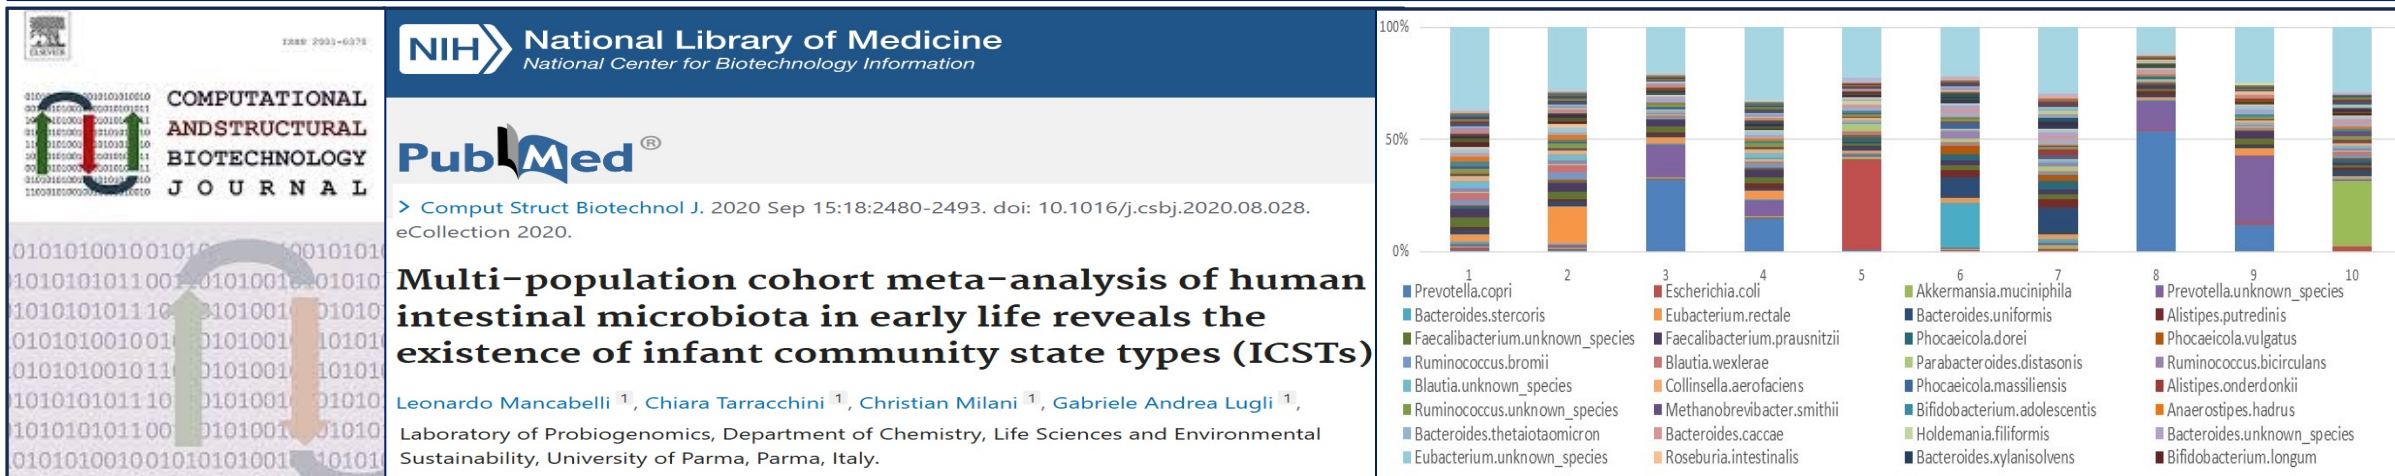 ELSEVIER
ISSN 2001-0370
COMPUTATIONAL
ANDSTRUCTURAL
BIOTECHNOLOGY
JOURNAL
NIH
National Library of Medicine
National Center for Biotechnology Information
PubMed®
> Comput Struct Biotechnol J. 2020 Sep 15:18:2480-2493. doi: 10.1016/j.csbj.2020.08.028.
eCollection 2020.
Multi-population cohort meta-analysis of human
intestinal microbiota in early life reveals the
existence of infant community state types (ICSTs)
Leonardo Mancabelli 1, Chiara Tarracchini 1, Christian Milani 1, Gabriele Andrea Lugli 1,
Laboratory of Probiogenomics, Department of Chemistry, Life Sciences and Environmental
Sustainability, University of Parma, Parma, Italy.
100%
50%
0%
1 2 3 4 5 6 7 8 9 10
Prevotella.copri Escherichia.coli Akkermansia.muciniphila Prevotella.unknown_species
Bacteroides.stercoris Eubacterium.rectale Bacteroides.uniformis Alistipes.putredinis
Faecalibacterium.unknown_species Faecalibacterium.prausnitzii Phocaeicola.dorei Phocaeicola.vulgatus
Ruminococcus.bromii Blautia.wexlerae Parabacteroides.distasonis Ruminococcus.bicirculans
Blautia.unknown_species Collinsella.aerofaciens Phocaeicola.massiliensis Alistipes.onderdonkii
Ruminococcus.unknown_species Methanobrevibacter.smithii Bifidobacterium.adolescentis Anaerostipes.hadrus
Bacteroides.thetaiotaomicron Bacteroides.caccae Holdemania.filiformis Bacteroides.unknown_species
Eubacterium.unknown_species Roseburia.intestinalis Bacteroides.xylanisolvens Bifidobacterium.longum